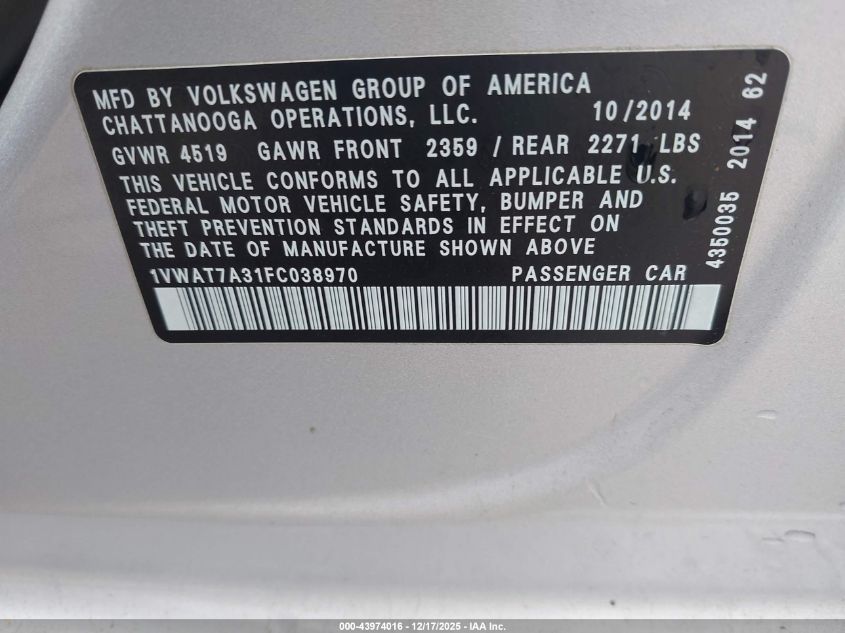 MFD BY VOLKSWAGEN GROUP OF AMERICA
CHATTANOOGA OPERATIONS, LLC. 10/2014
GVWR 4519 GAWR FRONT 2359 / REAR 2271 LBS
THIS VEHICLE CONFORMS TO ALL APPLICABLE U.S.
FEDERAL MOTOR VEHICLE SAFETY, BUMPER AND
THEFT PREVENTION STANDARDS IN EFFECT ON
THE DATE OF MANUFACTURE SHOWN ABOVE
1VWAT7A31FC038970 PASSENGER CAR
4350035 2014 62
000-43974016 - 12/17/2025 - IAA Inc.